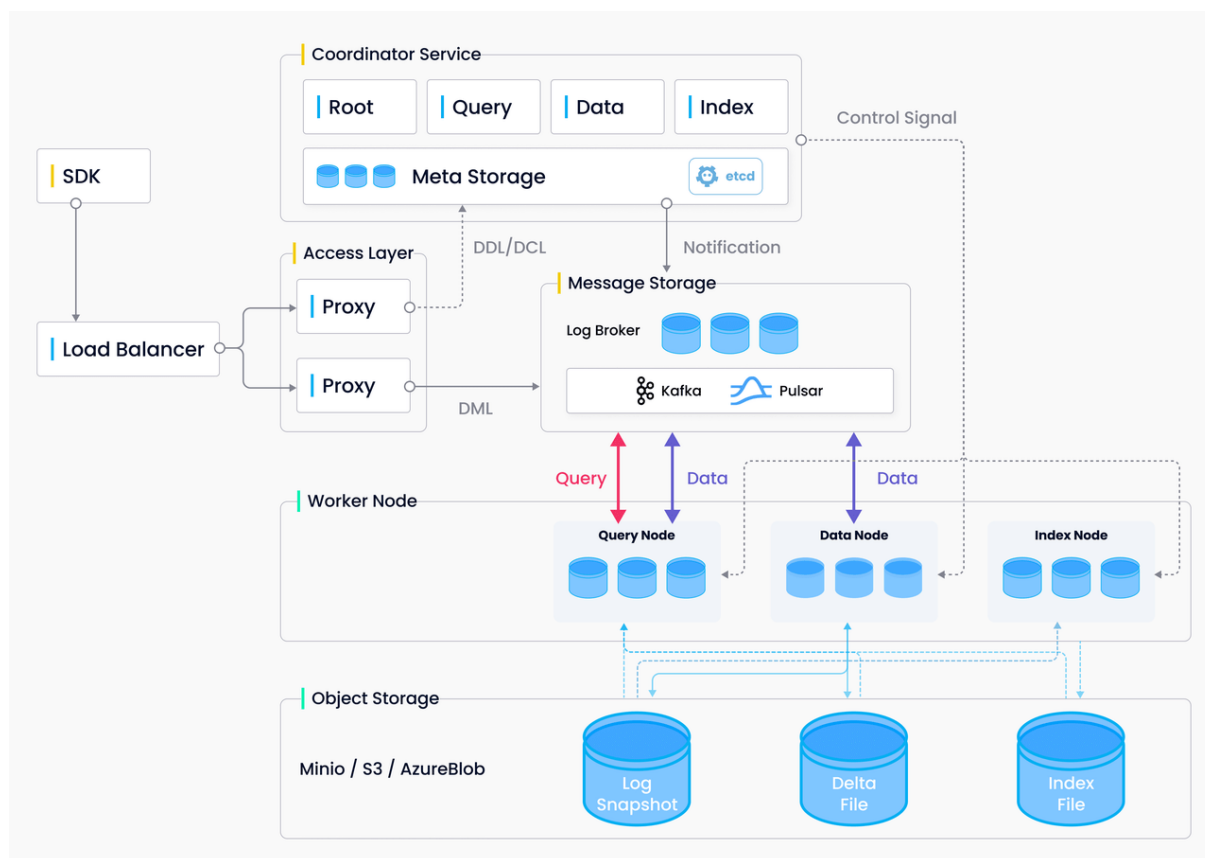 Coordinator Service
Root
Query
Data
Index
Control Signal
SDK
Meta Storage
etcd
DDL/DCL
Notification
Access Layer
Message Storage
Proxy
Log Broker
Load Balancer
Proxy
Kafka
Pulsar
DML
Query
Data
Data
Worker Node
Query Node
Data Node
Index Node
Object Storage
Minio / S3 / AzureBlob
Log
Snapshot
Delta
File
Index
File